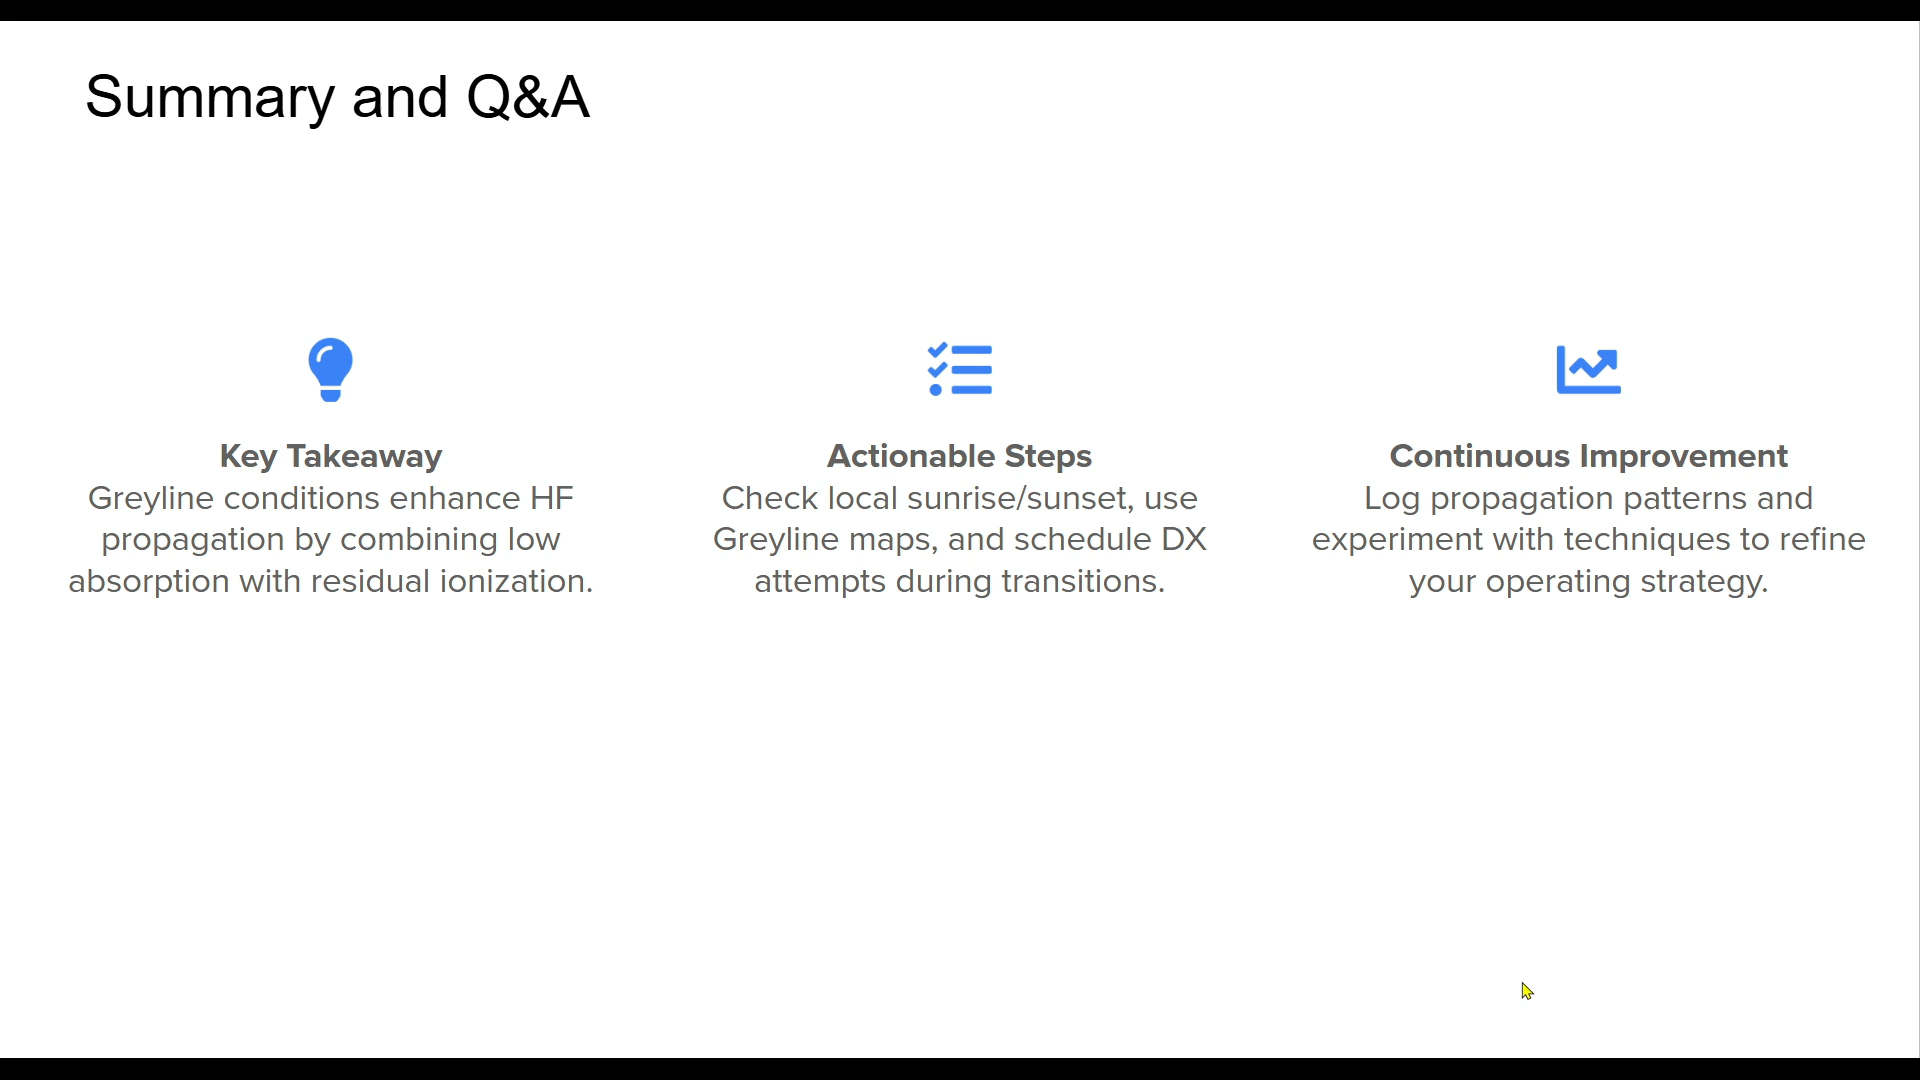 Summary and Q&A
Key Takeaway
Greyline conditions enhance HF
propagation by combining low
absorption with residual ionization.
Actionable Steps
Check local sunrise/sunset, use
Greyline maps, and schedule DX
attempts during transitions.
Continuous Improvement
Log propagation patterns and
experiment with techniques to refine
your operating strategy.